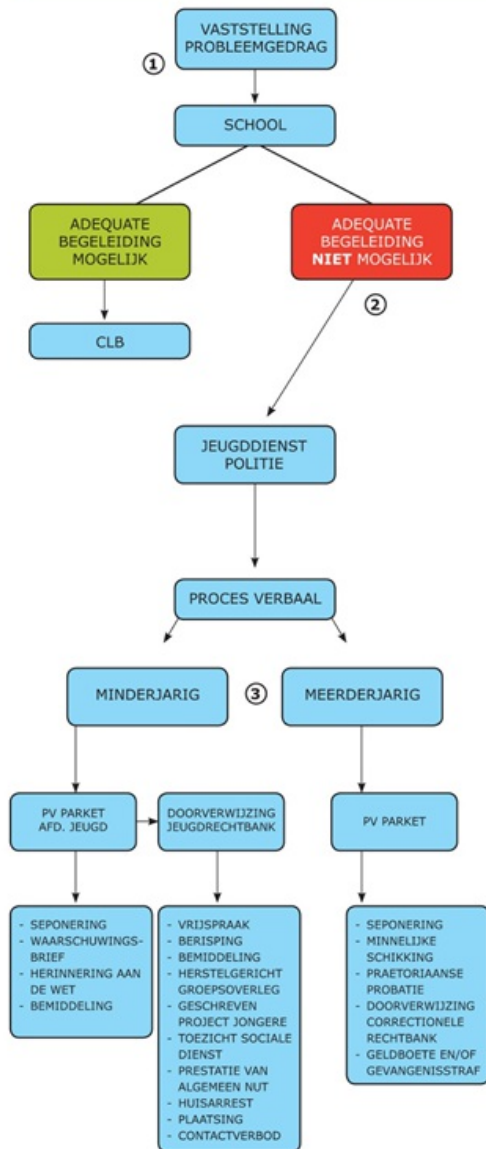 VASTSTELLING
PROBLEEMGEDRAG
①
SCHOOL
ADEQUATE
BEGELEIDING
MOGELIJK
ADEQUATE
BEGELEIDING
NIET MOGELIJK
②
CLB
JEUGDDIENST
POLITIE
PROCES VERBAAL
MINDERJARIG
③
MEERDERJARIG
PV PARKET
AFD. JEUGD
DOORVERWIJZING
JEUGDRECHTBANK
PV PARKET
- SEPONERING
- WAARSCHUWINGS-
BRIEF
- HERINNERING AAN
DE WET
- BEMIDDELING
- VRIJSPRAAK
- BERISPING
- BEMIDDELING
- HERSTELGERICHT
GROEPSOVERLEG
- GESCHREVEN
PROJECT JONGERE
- TOEZICHT SOCIALE
DIENST
- PRESTATIE VAN
ALGEMEEN NUT
- HUISARREST
- PLAATSING
- CONTACTVERBOD
- SEPONERING
- MINNELIJKE
SCHIKKING
- PRAETORIAANSE
PROBATIE
- DOORVERWIJZING
CORRECTIONELE
RECHTBANK
- GELDBOETE EN/OF
GEVANGENISSTRAF